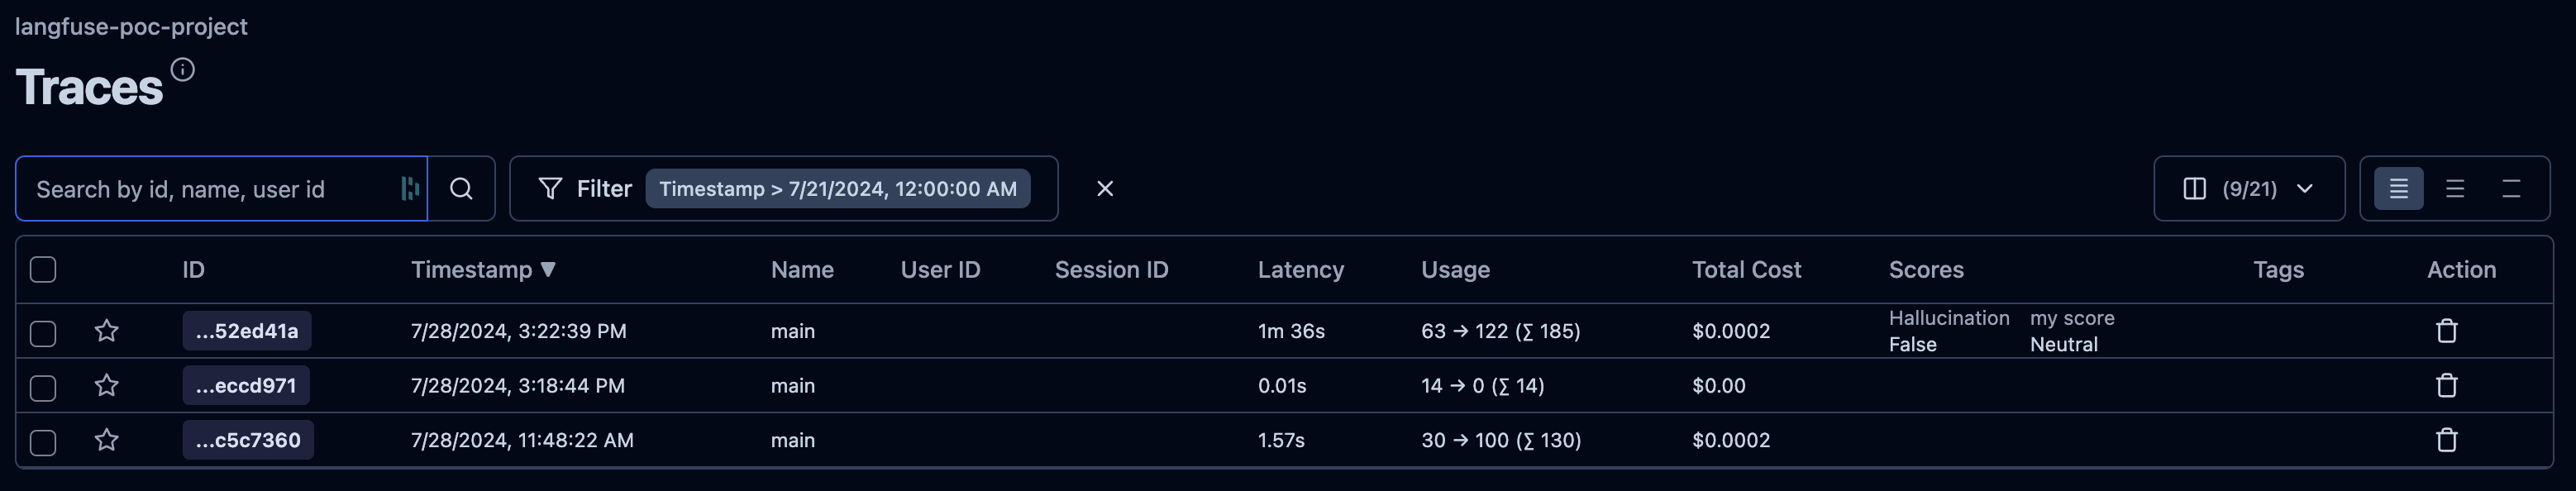 langfuse-poc-project
Traces
Search by id, name, user id
Filter Timestamp > 7/21/2024, 12:00:00 AM
(9/21)
ID Timestamp ▼ Name User ID Session ID Latency Usage Total Cost Scores Tags Action
...52ed41a 7/28/2024, 3:22:39 PM main 1m 36s 63 → 122 (∑ 185) $0.0002 Hallucination my score
False Neutral
...eccd971 7/28/2024, 3:18:44 PM main 0.01s 14 → 0 (∑ 14) $0.00
...c5c7360 7/28/2024, 11:48:22 AM main 1.57s 30 → 100 (∑ 130) $0.0002